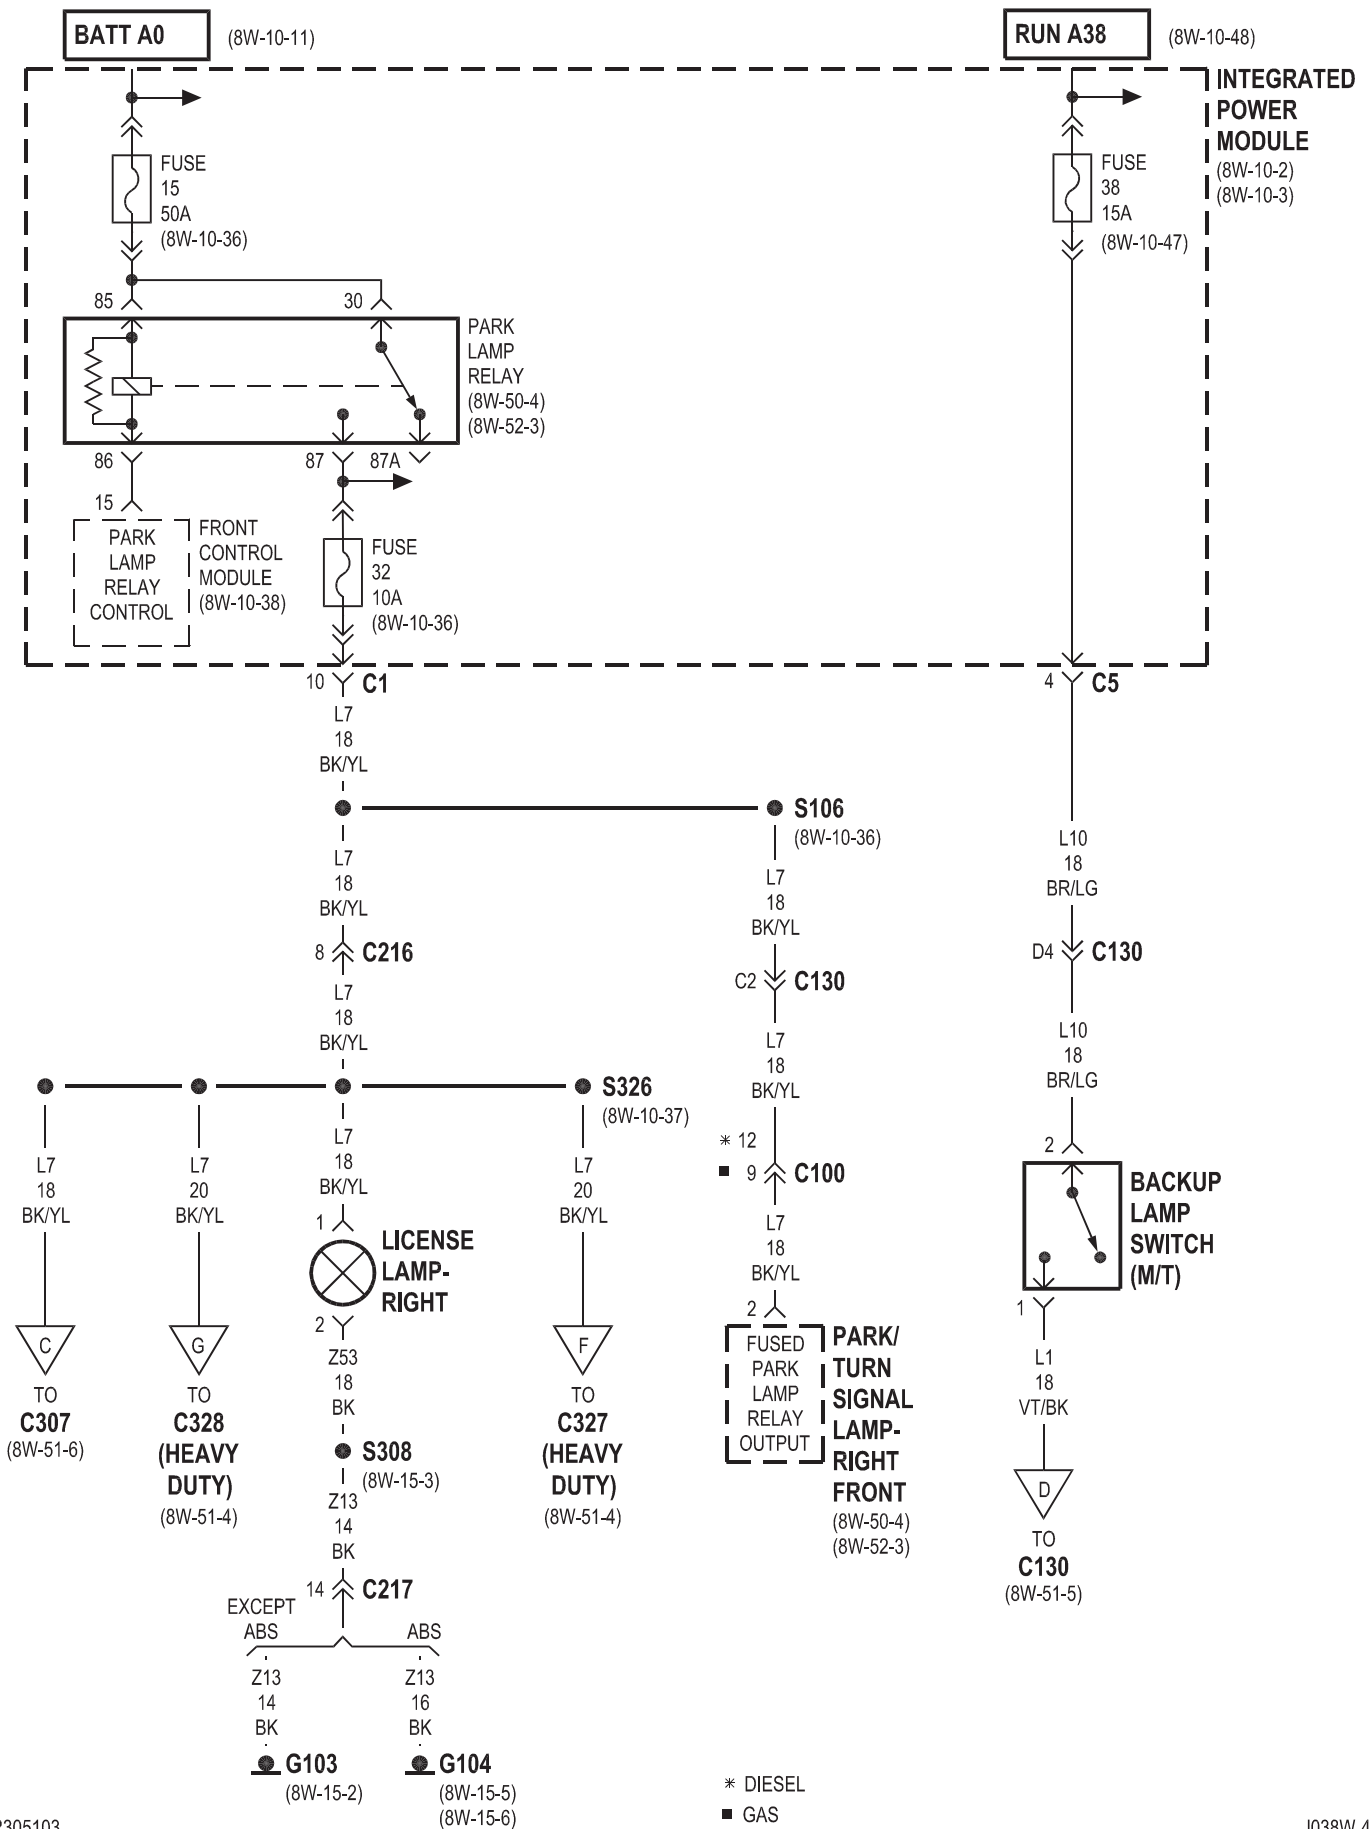 BATT A0
(8W-10-11)
RUN A38
(8W-10-48)
INTEGRATED
POWER
MODULE
(8W-10-2)
(8W-10-3)
FUSE
15
50A
(8W-10-36)
FUSE
38
15A
(8W-10-47)
85
30
PARK
LAMP
RELAY
(8W-50-4)
(8W-52-3)
86
87
87A
15
PARK
LAMP
RELAY
CONTROL
FRONT
CONTROL
MODULE
(8W-10-38)
FUSE
32
10A
(8W-10-36)
10
C1
4
C5
L7
18
BK/YL
S106
(8W-10-36)
L7
18
BK/YL
L7
18
BK/YL
L10
18
BR/LG
8
C216
C2
C130
D4
C130
L7
18
BK/YL
L7
18
BK/YL
L10
18
BR/LG
S326
(8W-10-37)
L7
18
BK/YL
L7
20
BK/YL
L7
18
BK/YL
L7
20
BK/YL
✳ 12
■ 9
C100
L7
18
BK/YL
2
BACKUP
LAMP
SWITCH
(M/T)
1
1
LICENSE
LAMP-
RIGHT
2
C
TO
C307
(8W-51-6)
G
TO
C328
(HEAVY
DUTY)
(8W-51-4)
F
TO
C327
(HEAVY
DUTY)
(8W-51-4)
2
FUSED
PARK
LAMP
RELAY
OUTPUT
PARK/
TURN
SIGNAL
LAMP-
RIGHT
FRONT
(8W-50-4)
(8W-52-3)
L1
18
VT/BK
D
TO
C130
(8W-51-5)
Z53
18
BK
S308
(8W-15-3)
Z13
14
BK
14
C217
EXCEPT
ABS
ABS
Z13
14
BK
Z13
16
BK
G103
(8W-15-2)
G104
(8W-15-5)
(8W-15-6)
✳ DIESEL
■ GAS